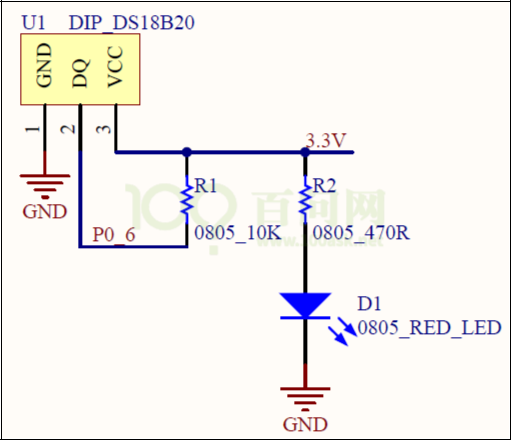 U1 DIP_DS18B20
GND
DQ
VCC
1
2
3
3.3V
R1
R2
GND
百问网
P0_6
0805_10K
0805_470R
D1
0805_RED_LED
GND